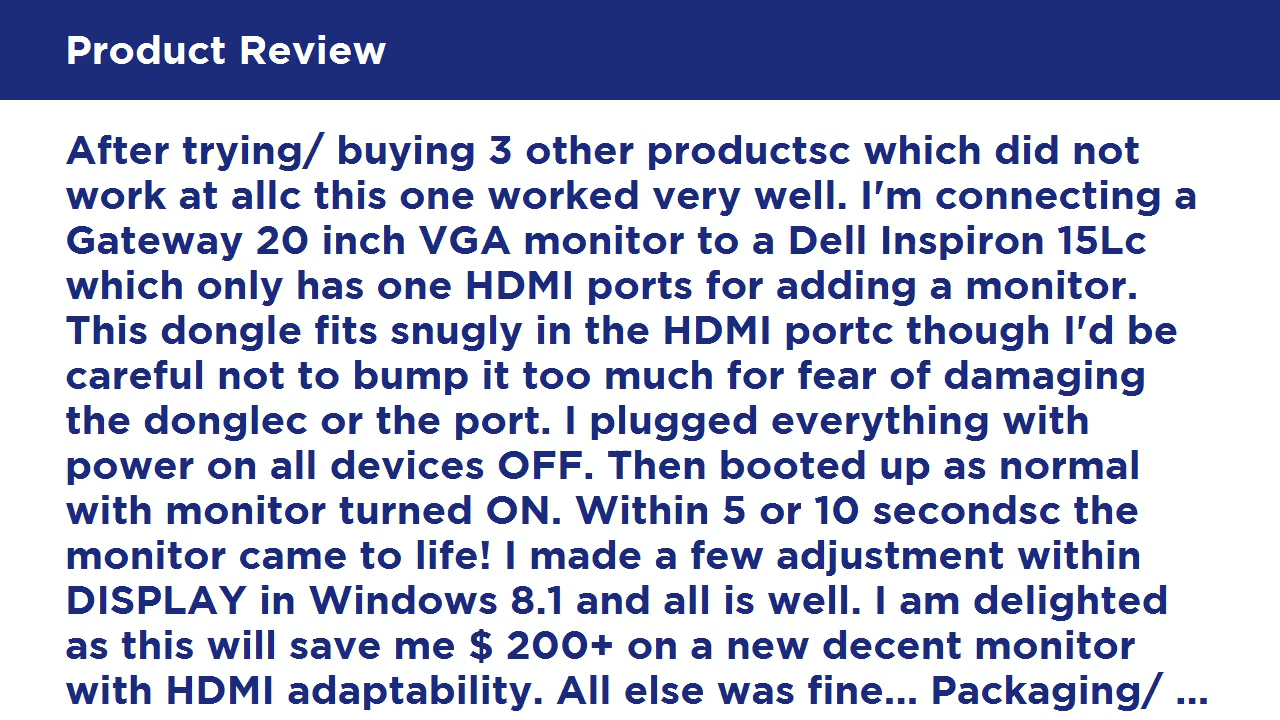 Product Review
After trying/ buying 3 other productsc which did not
work at allc this one worked very well. I'm connecting a
Gateway 20 inch VGA monitor to a Dell Inspiron 15Lc
which only has one HDMI ports for adding a monitor.
This dongle fits snugly in the HDMI portc though I'd be
careful not to bump it too much for fear of damaging
the donglec or the port. I plugged everything with
power on all devices OFF. Then booted up as normal
with monitor turned ON. Within 5 or 10 secondsc the
monitor came to life! I made a few adjustment within
DISPLAY in Windows 8.1 and all is well. I am delighted
as this will save me $ 200+ on a new decent monitor
with HDMI adaptability. All else was fine... Packaging/ ...